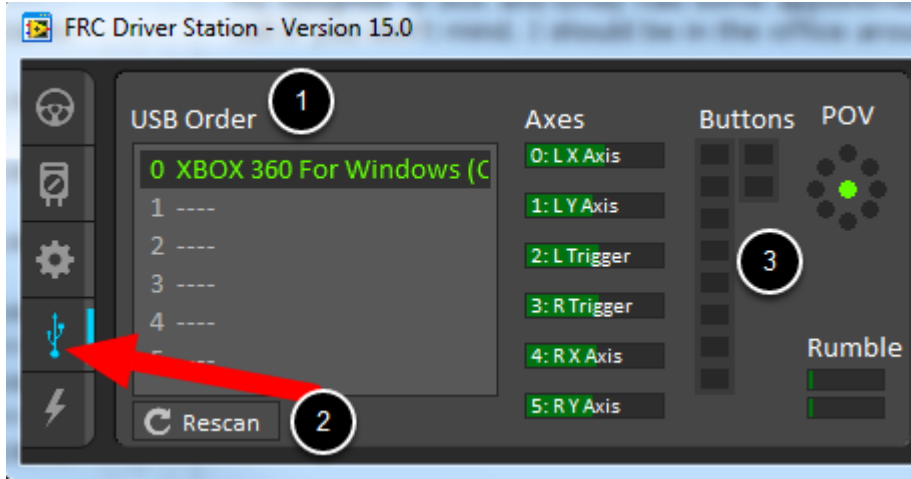 FRC Driver Station - Version 15.0
1
USB Order
Axes
Buttons
POV
0 XBOX 360 For Windows (C
0: L X Axis
1 ----
1: L Y Axis
2 ----
2: L Trigger
3
3 ----
3: R Trigger
4 ----
4: R X Axis
Rumble
Rescan
2
5: R Y Axis